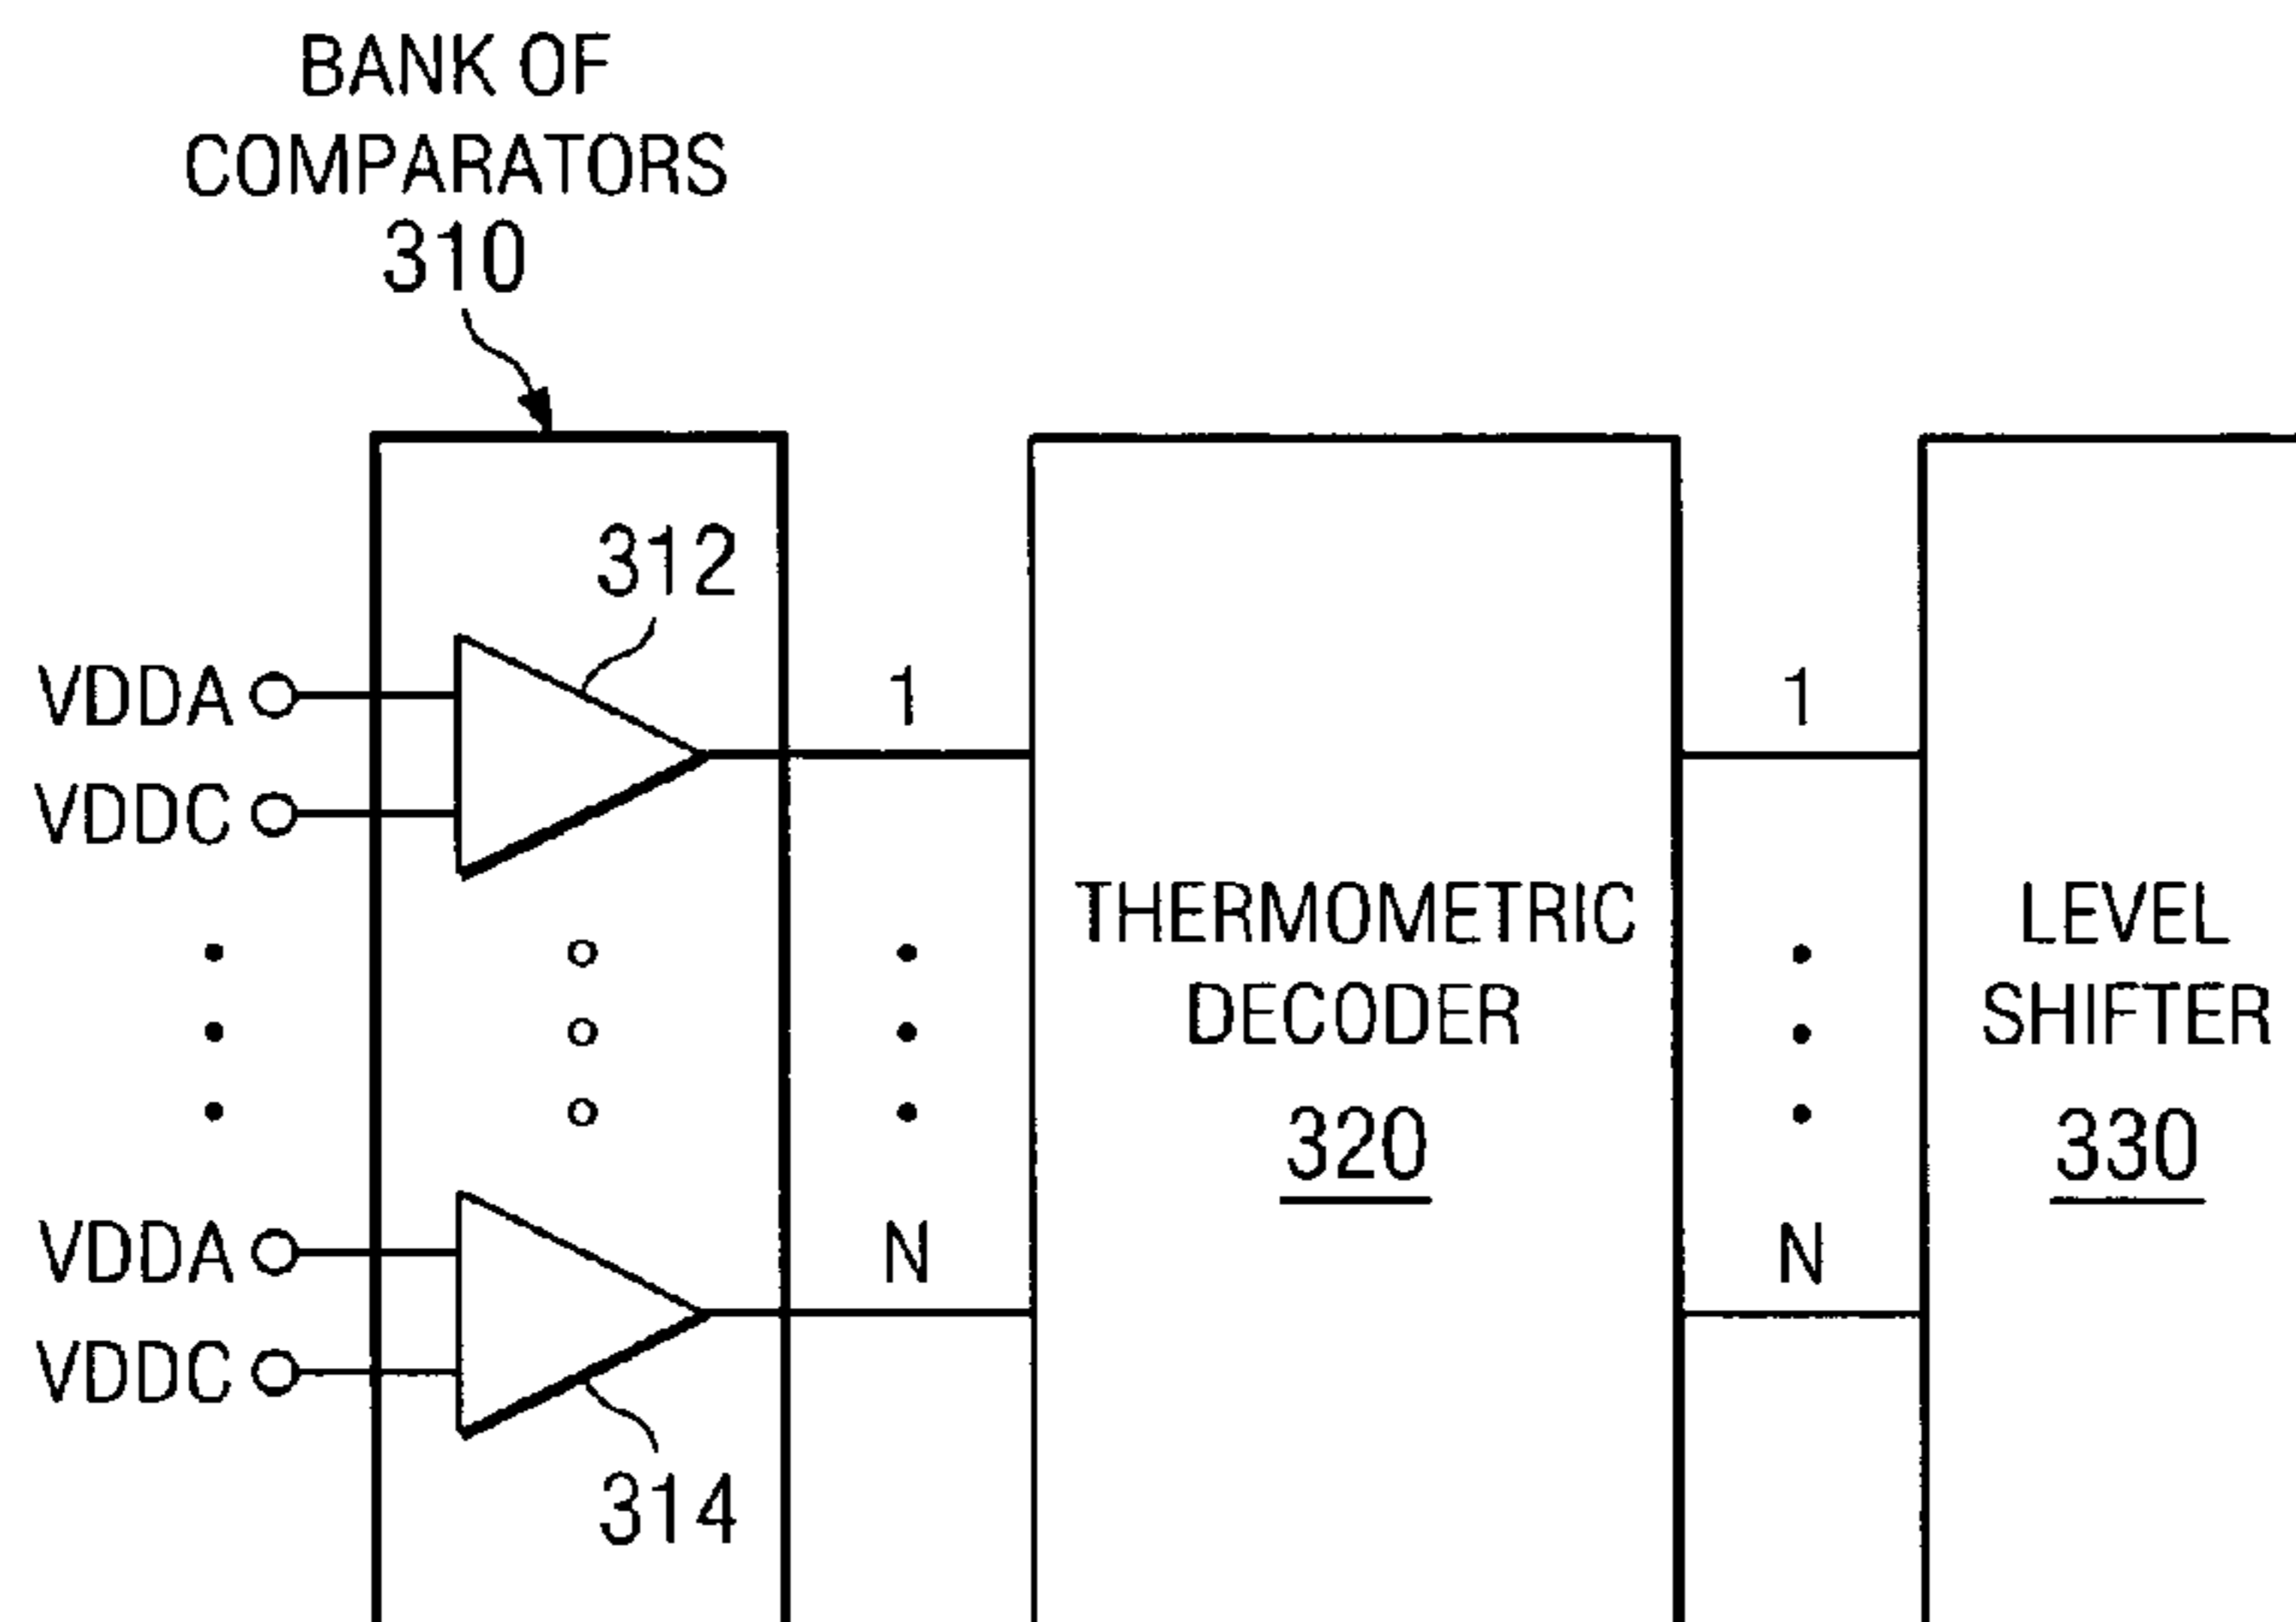 BANK OF
COMPARATORS
310
312
VDDA
1
1
VDDC
THERMOMETRIC
DECODER
320
LEVEL
SHIFTER
330
VDDA
N
N
VDDC
314